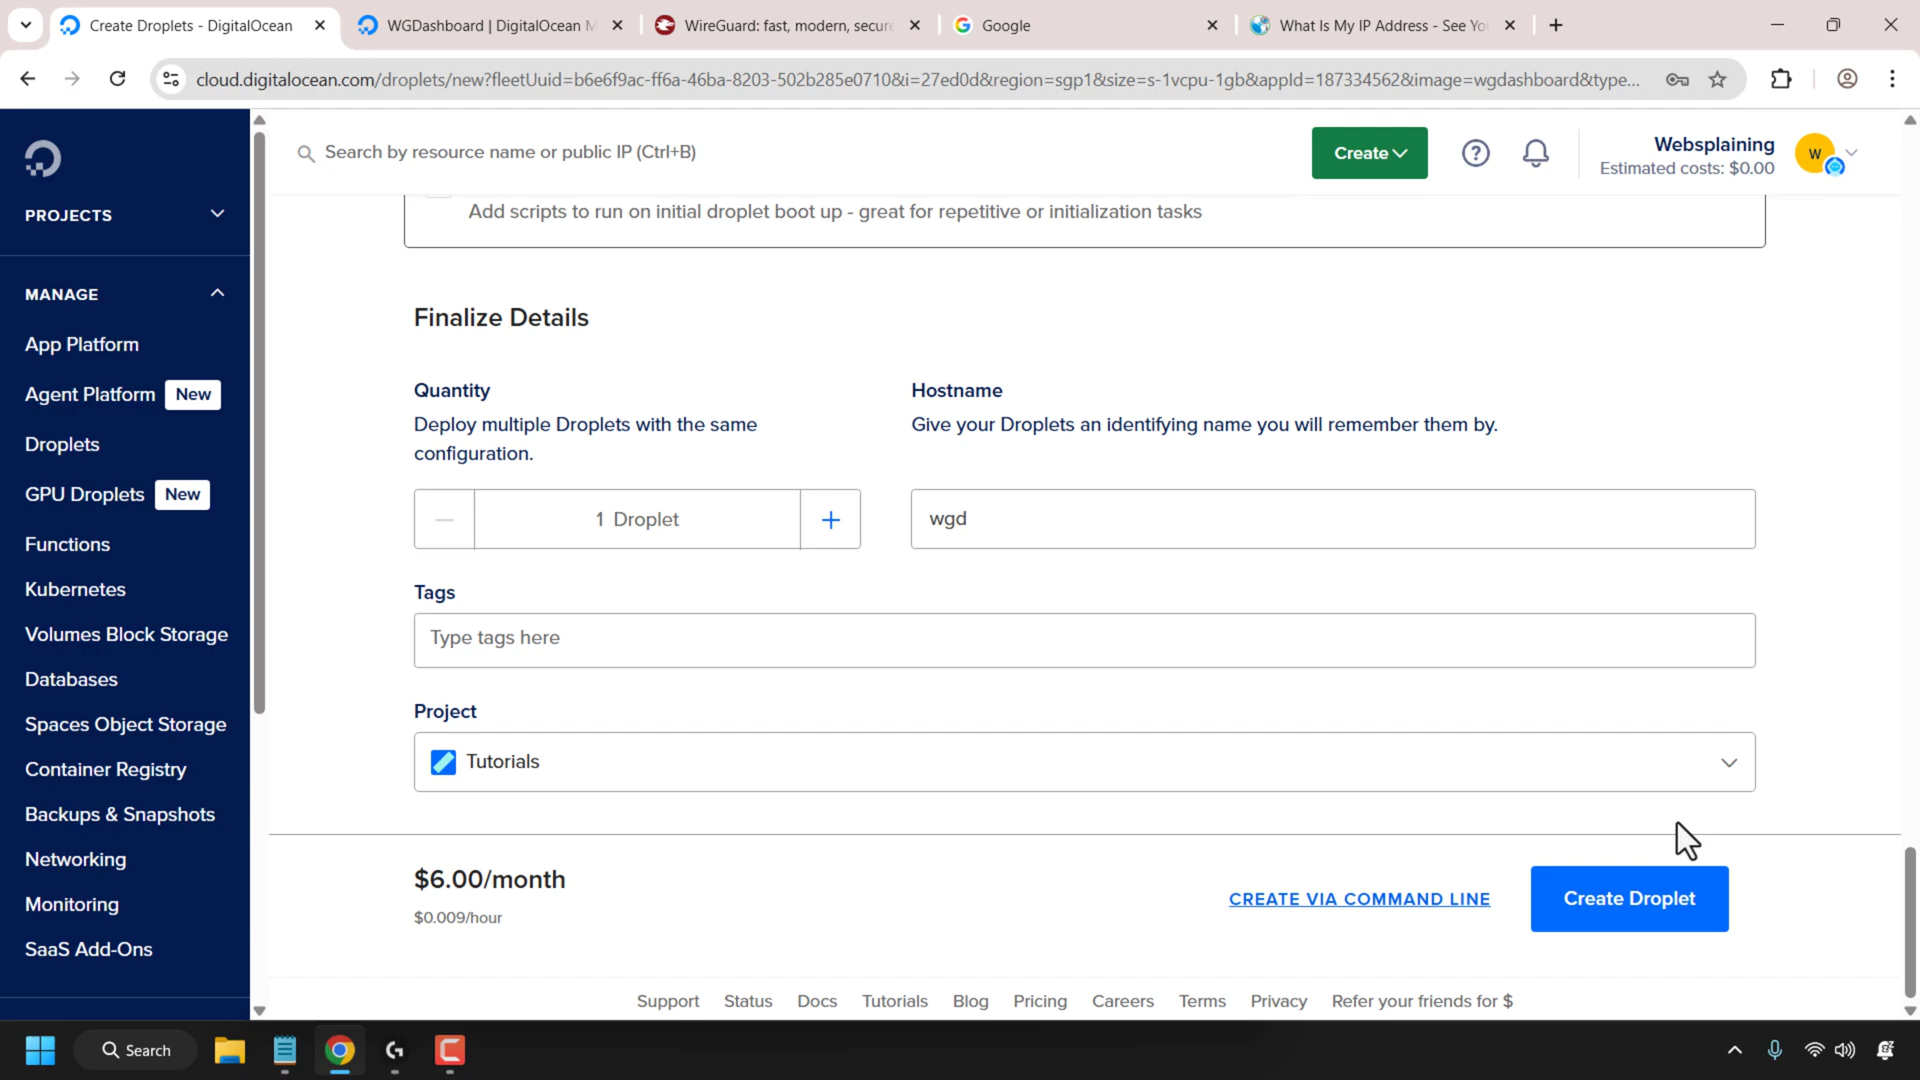 Create Droplets - DigitalOcean
WGDashboard | DigitalOcean M
WireGuard: fast, modern, secure
Google
What Is My IP Address - See Yo
cloud.digitalocean.com/droplets/new?fleetUuid=b6e6f9ac-ff6a-46ba-8203-502b285e0710&i=27ed0d&region=sgp1&size=s-1vcpu-1gb&appId=187334562&image=wgdashboard&type...
Search by resource name or public IP (Ctrl+B)
Create
Websplaining
Estimated costs: $0.00
W
PROJECTS
MANAGE
App Platform
Agent Platform New
Droplets
GPU Droplets New
Functions
Kubernetes
Volumes Block Storage
Databases
Spaces Object Storage
Container Registry
Backups & Snapshots
Networking
Monitoring
SaaS Add-Ons
Add scripts to run on initial droplet boot up - great for repetitive or initialization tasks
Finalize Details
Quantity
Deploy multiple Droplets with the same
configuration.
1 Droplet
Hostname
Give your Droplets an identifying name you will remember them by.
wgd
Tags
Type tags here
Project
Tutorials
$6.00/month
$0.009/hour
CREATE VIA COMMAND LINE
Create Droplet
Support Status Docs Tutorials Blog Pricing Careers Terms Privacy Refer your friends for $
Search